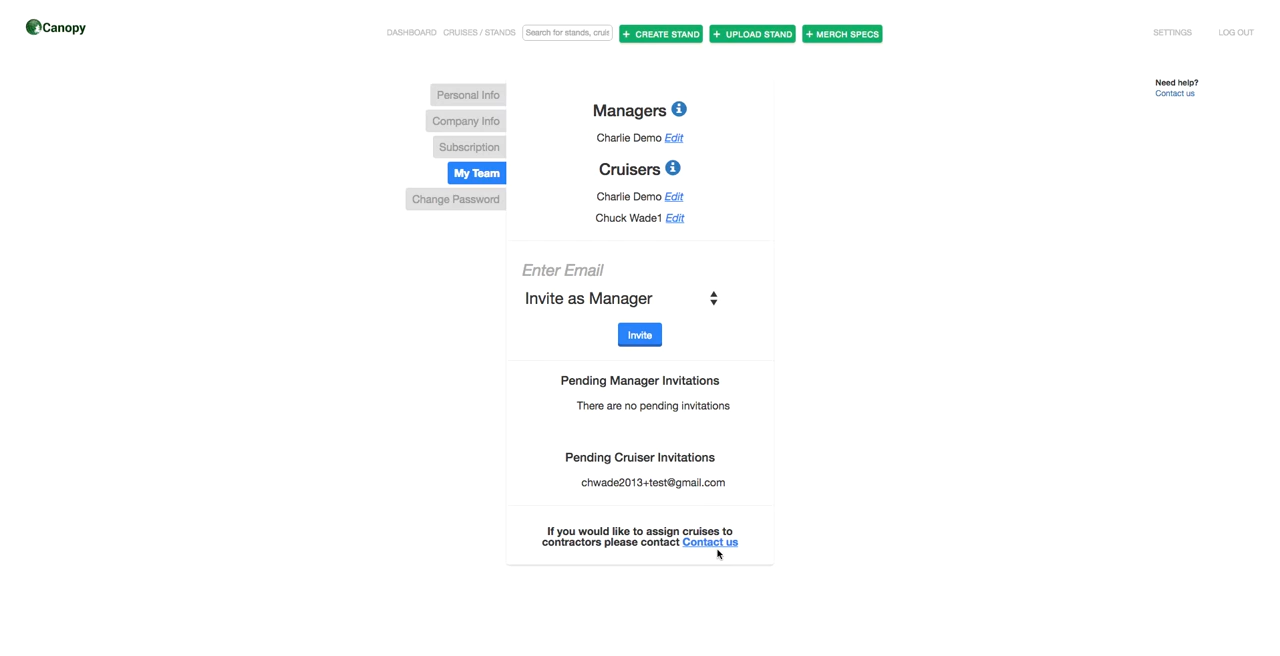 Canopy
DASHBOARD CRUISES / STANDS Search for stands, cruis + CREATE STAND + UPLOAD STAND + MERCH SPECS SETTINGS LOG OUT
Need help?
Contact us
Personal Info
Company Info
Subscription
My Team
Change Password
Managers
Charlie Demo Edit
Cruisers
Charlie Demo Edit
Chuck Wade1 Edit
Enter Email
Invite as Manager
Invite
Pending Manager Invitations
There are no pending invitations
Pending Cruiser Invitations
chwade2013+test@gmail.com
If you would like to assign cruises to
contractors please contact Contact us